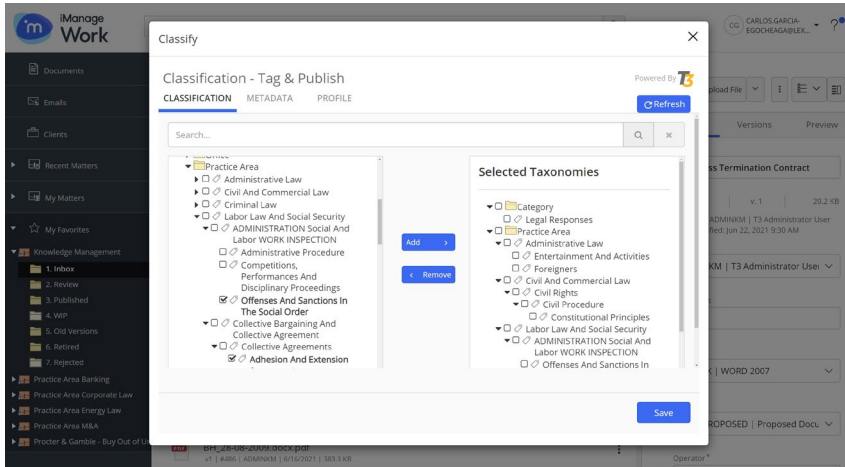 iManage
Work
Documents
Emails
Clients
Recent Matters
My Matters
My Favorites
Knowledge Management
1. Inbox
2. Review
3. Published
4. WIP
5. Old Versions
6. Retired
7. Rejected
Practice Area Banking
Practice Area Corporate Law
Practice Area Energy Law
Practice Area M&A
Procter & Gamble - Buy Out of Un
Classify
Classification - Tag & Publish
Powered By T3
CLASSIFICATION METADATA PROFILE
Refresh
Search...
Office
Practice Area
Administrative Law
Civil And Commercial Law
Criminal Law
Labor Law And Social Security
ADMINISTRATION Social And
Labor WORK INSPECTION
Administrative Procedure
Competitions,
Performances And
Disciplinary Proceedings
Offenses And Sanctions In
The Social Order
Collective Bargaining And
Collective Agreement
Collective Agreements
Adhesion And Extension
Add >
< Remove
Selected Taxonomies
Category
Legal Responses
Practice Area
Administrative Law
Entertainment And Activities
Foreigners
Civil And Commercial Law
Civil Rights
Civil Procedure
Constitutional Principles
Labor Law And Social Security
ADMINISTRATION Social And
Labor WORK INSPECTION
Offenses And Sanctions In
Save
CG CARLOS.GARCIA-
EGOCHEAGA@LEX...
pload File
Versions Preview
ss Termination Contract
v. 1 20.2 KB
ADMINKM | T3 Administrator User
fied: Jun 22, 2021 9:30 AM
KM | T3 Administrator User
| WORD 2007
ROPOSED | Proposed Docu
Operator *
BH_28-08-2009.docx.pdf
v1 | #486 | ADMINKM | 6/16/2021 | 383.3 KB